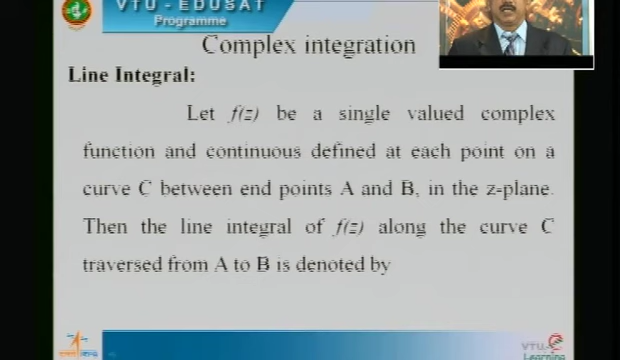 VTU - EDUSAT
Programme
Complex integration
Line Integral:
Let f(z) be a single valued complex
function and continuous defined at each point on a
curve C between end points A and B, in the z-plane.
Then the line integral of f(z) along the curve C
traversed from A to B is denoted by
VTU
Learning